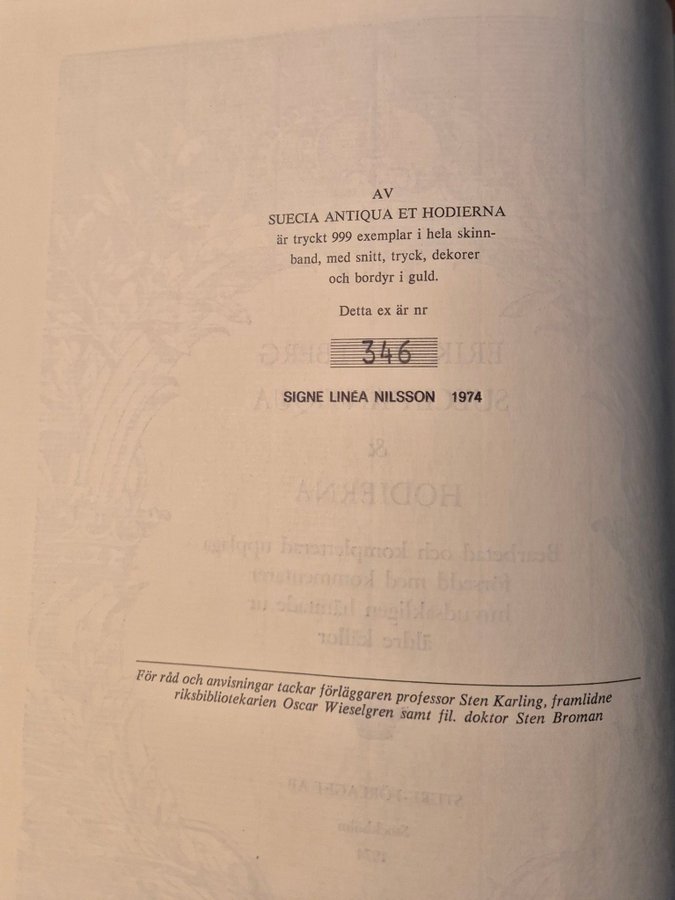 AV
SUECIA ANTIQUA ET HODIERNA
är tryckt 999 exemplar i hela skinn-
band, med snitt, tryck, dekorer
och bordyr i guld.
Detta ex är nr
346
SIGNE LINÉA NILSSON 1974
För råd och anvisningar tackar förläggaren professor Sten Karling, framlidne
riksbibliotekarien Oscar Wieselgren samt fil. doktor Sten Broman